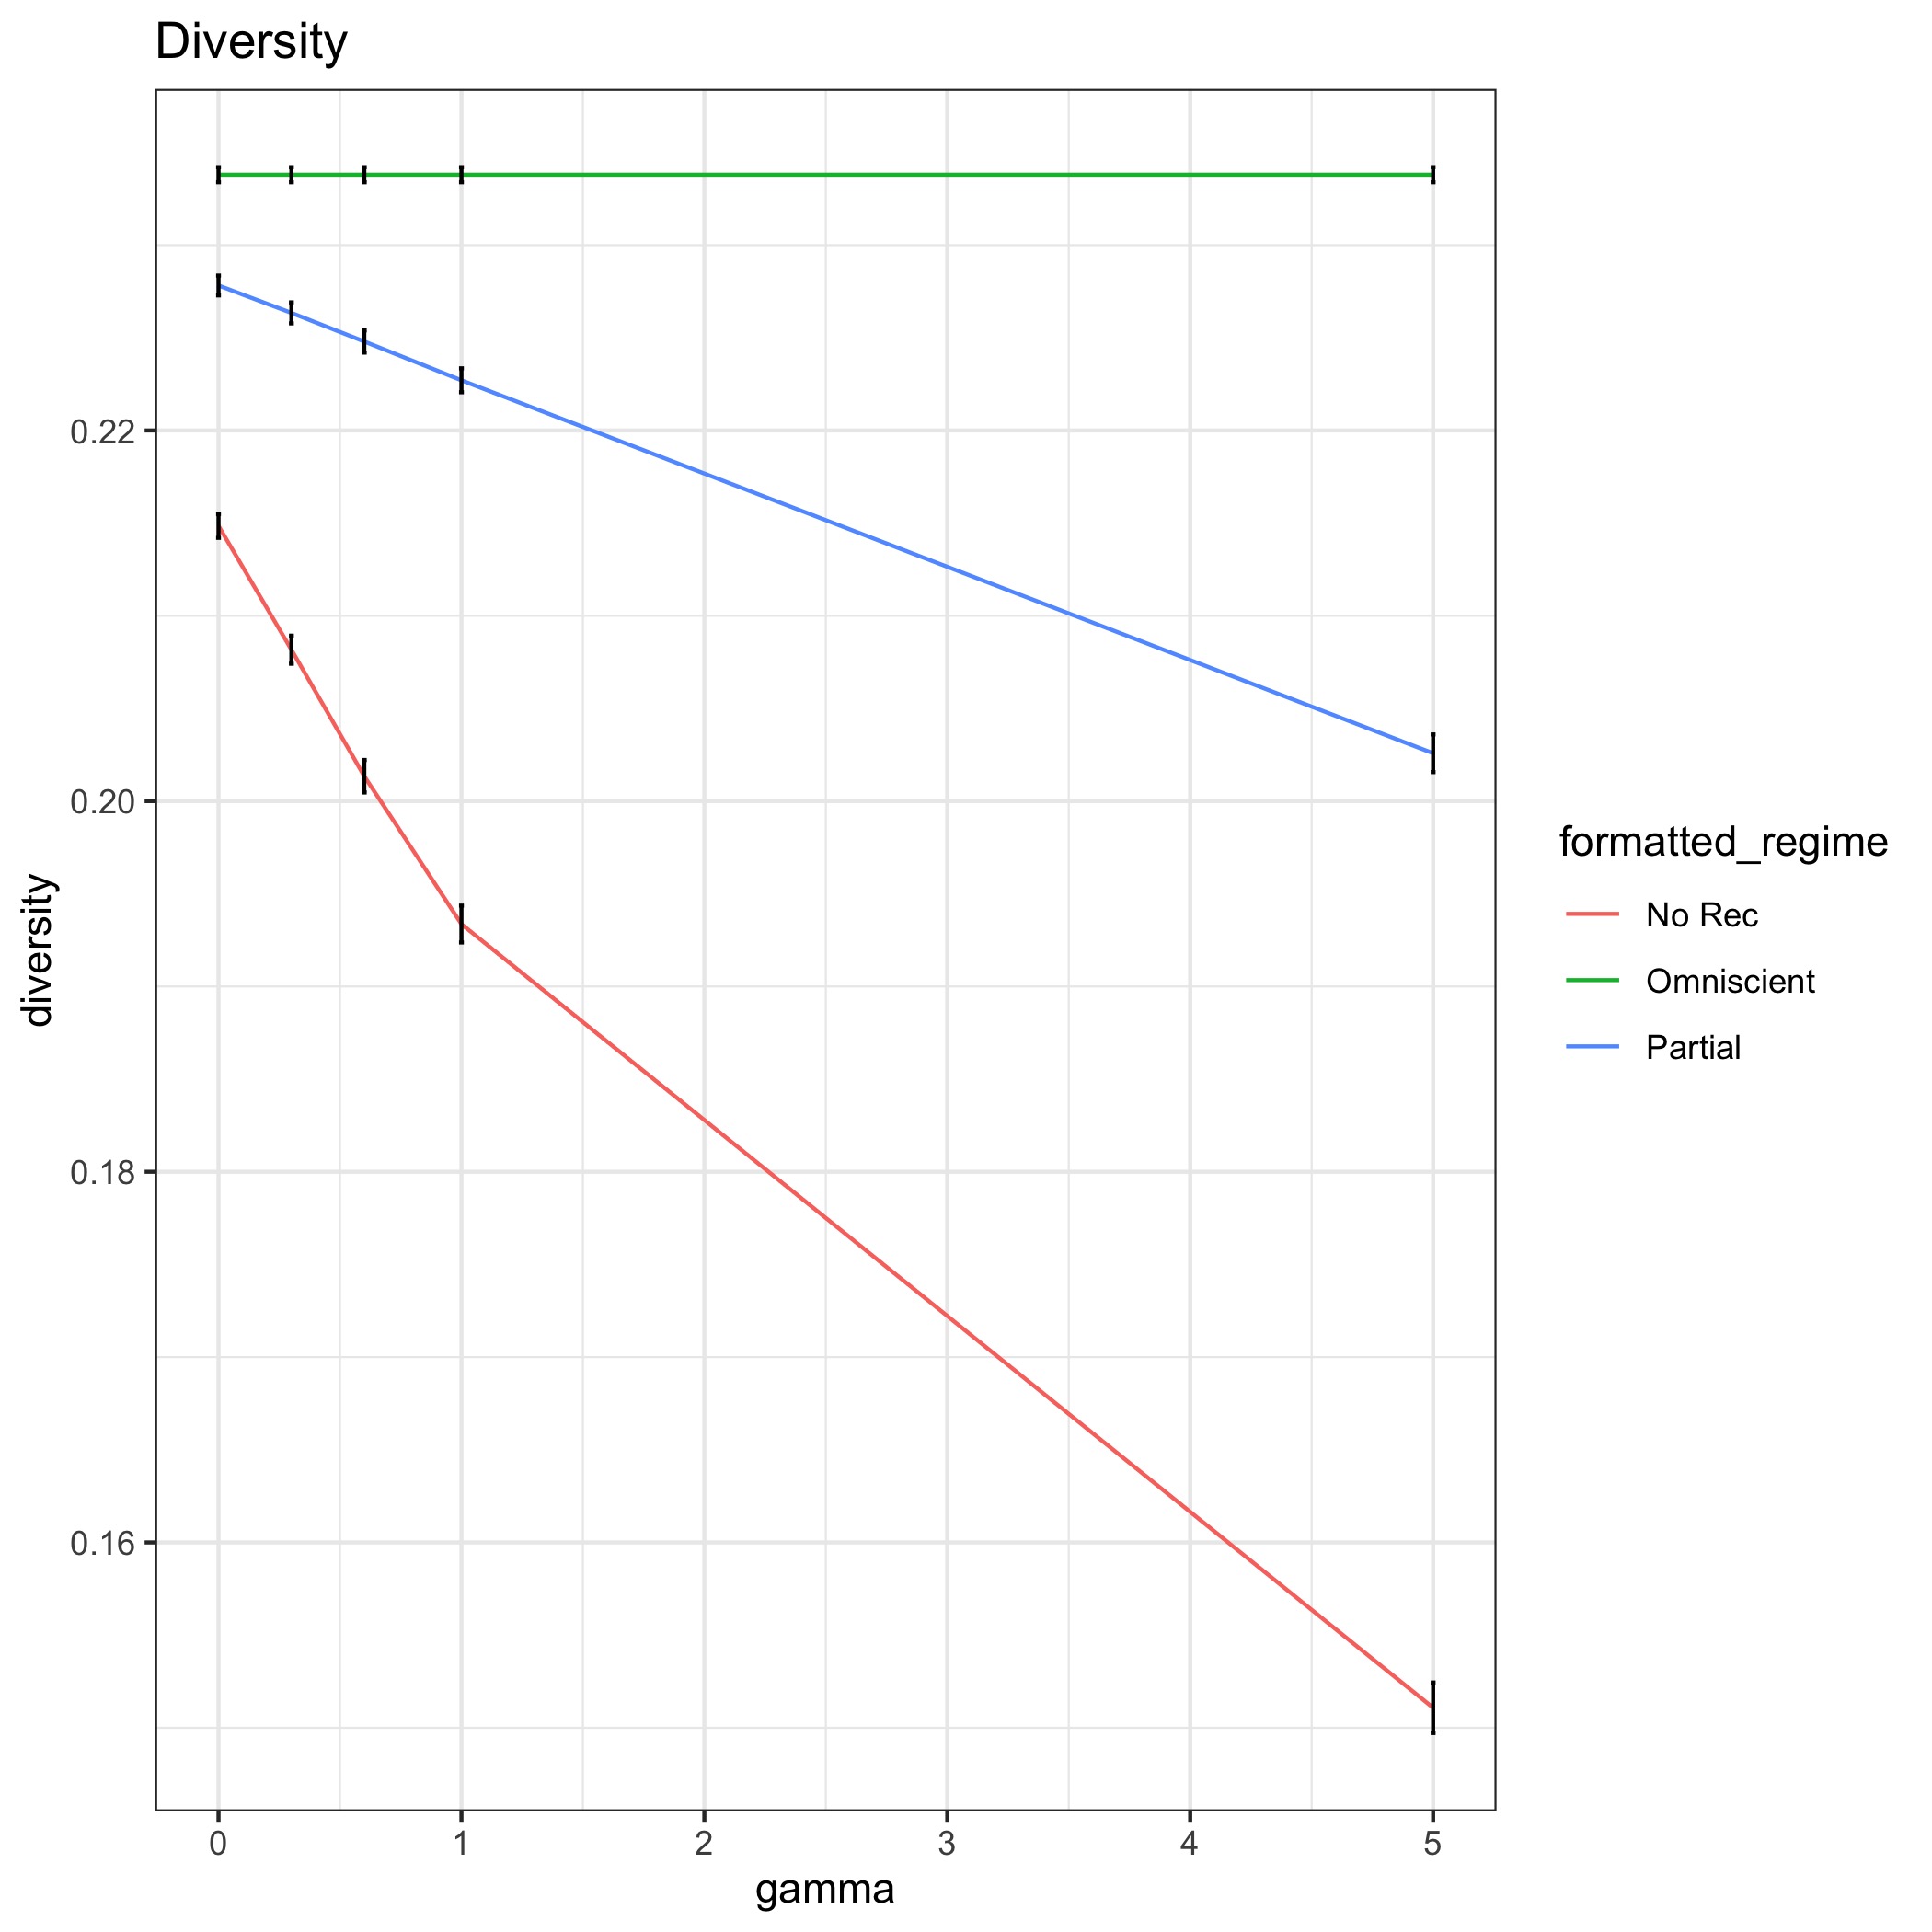 Diversity
diversity
0.22
0.20
0.18
0.16
0 1 2 3 4 5
gamma
formatted_regime
No Rec
Omniscient
Partial